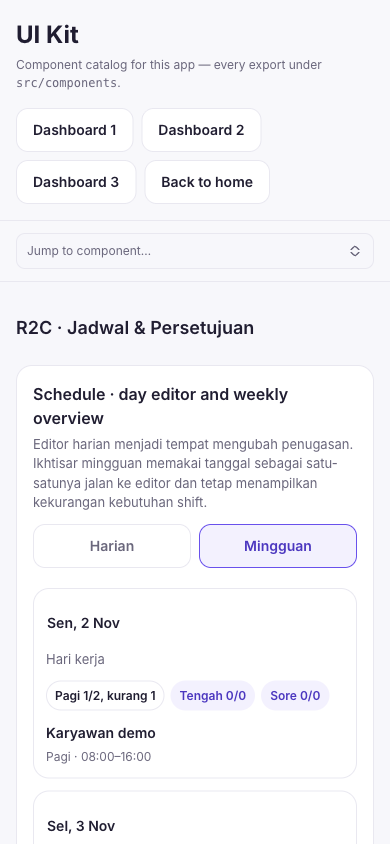 UI Kit
Component catalog for this app — every export under
src/components.
Dashboard 1
Dashboard 2
Dashboard 3
Back to home
Jump to component...
R2C · Jadwal & Persetujuan
Schedule · day editor and weekly
overview
Editor harian menjadi tempat mengubah penugasan.
Ikhtisar mingguan memakai tanggal sebagai satu-
satunya jalan ke editor dan tetap menampilkan
kekurangan kebutuhan shift.
Harian
Mingguan
Sen, 2 Nov
Hari kerja
Pagi 1/2, kurang 1
Tengah 0/0
Sore 0/0
Karyawan demo
Pagi · 08:00–16:00
Sel, 3 Nov